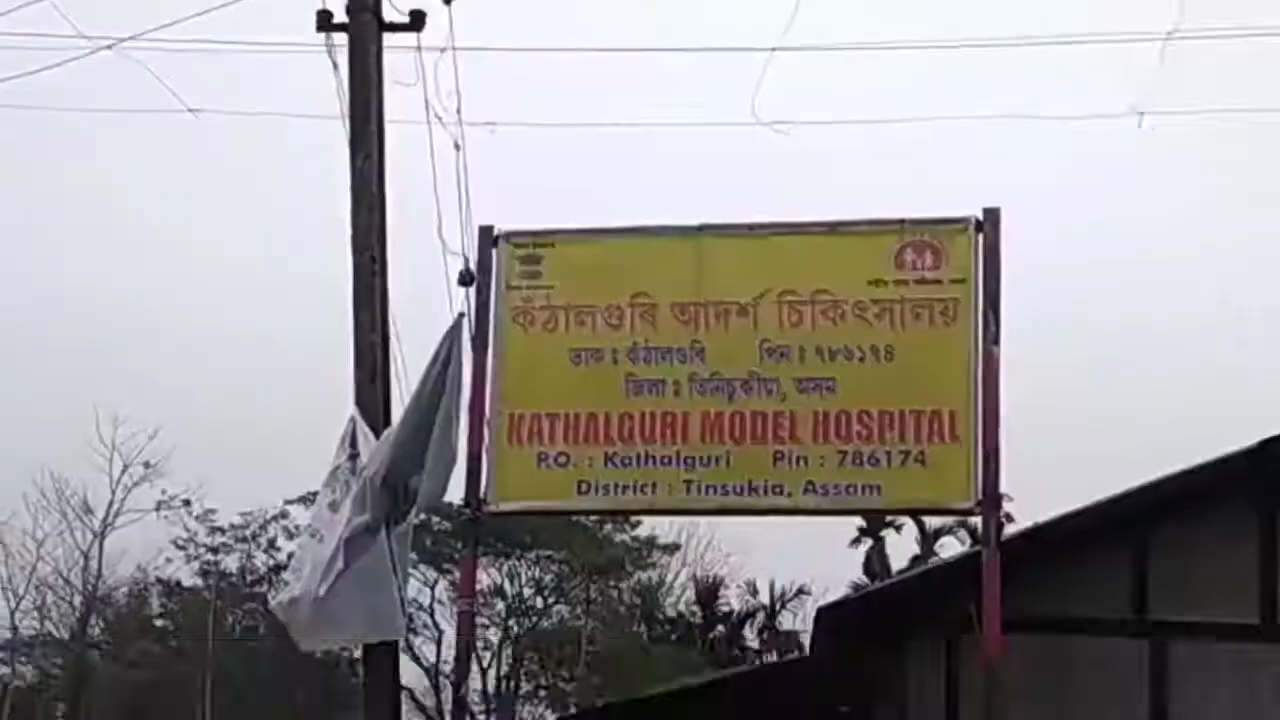 কঁঠালগুৰি আদৰ্শ চিকিৎসালয়
ডাক : কঁঠালগুৰি পিন : ৭৮৬১৭৪
জিলা : তিনিচুকীয়া, অসম
KATHALGURI MODEL HOSPITAL
P.O. : Kathalguri Pin : 786174
District : Tinsukia, Assam